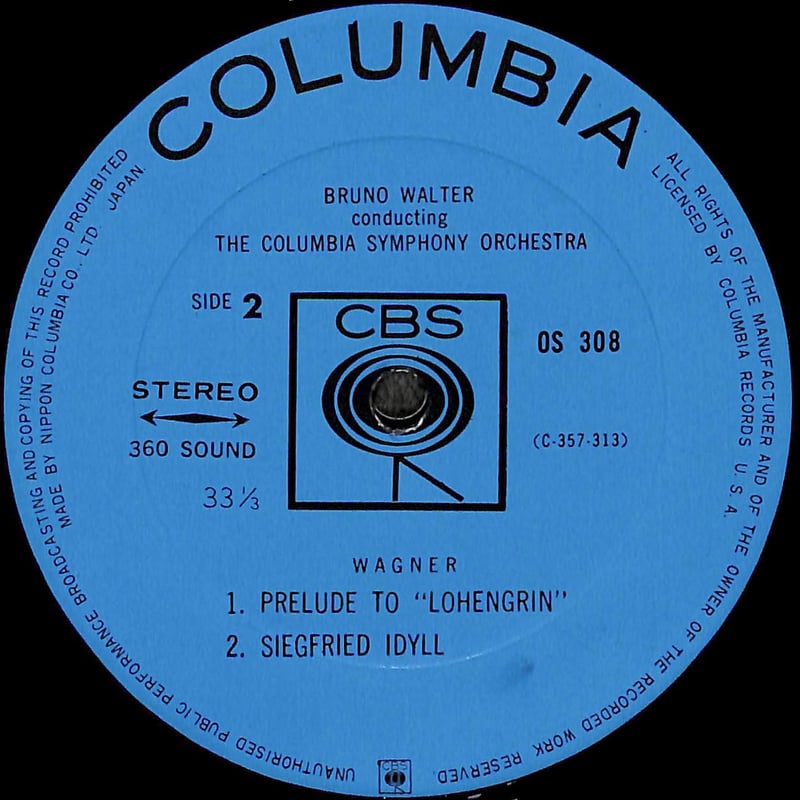 COLUMBIA
BRUNO WALTER
conducting
THE COLUMBIA SYMPHONY ORCHESTRA
SIDE 2
CBS
OS 308
STEREO
360 SOUND
(C-357-313)
33⅓
WAGNER
1. PRELUDE TO "LOHENGRIN"
2. SIEGFRIED IDYLL
ALL RIGHTS OF THE MANUFACTURER AND OF THE OWNER OF THE RECORDED WORK RESERVED.
LICENSED BY COLUMBIA RECORDS U. S. A.
CBS
UNAUTHORISED PUBLIC PERFORMANCE BROADCASTING AND COPYING OF THIS RECORD PROHIBITED
MADE BY NIPPON COLUMBIA CO., LTD. JAPAN.